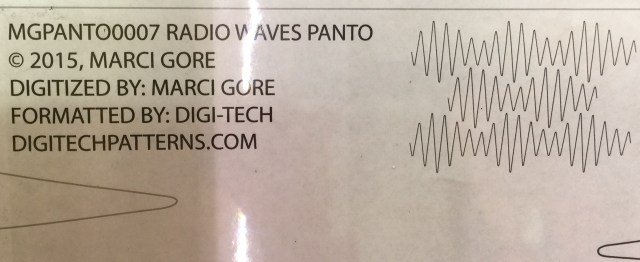 MGPANTO0007 RADIO WAVES PANTO
© 2015, MARCI GORE
DIGITIZED BY: MARCI GORE
FORMATTED BY: DIGI-TECH
DIGITECHPATTERNS.COM